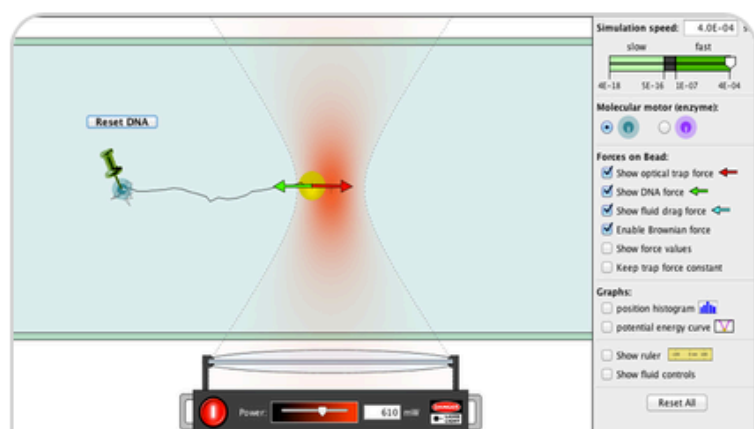 Simulation speed: 4.0E-04 s
slow fast
4E-18 5E-16 1E-07 4E-04
Reset DNA
Molecular motor (enzyme):
Forces on Bead:
Show optical trap force
Show DNA force
Show fluid drag force
Enable Brownian force
Show force values
Keep trap force constant
Graphs:
position histogram
potential energy curve
Show ruler
Show fluid controls
Reset All
Power: 610 mW
DANGER